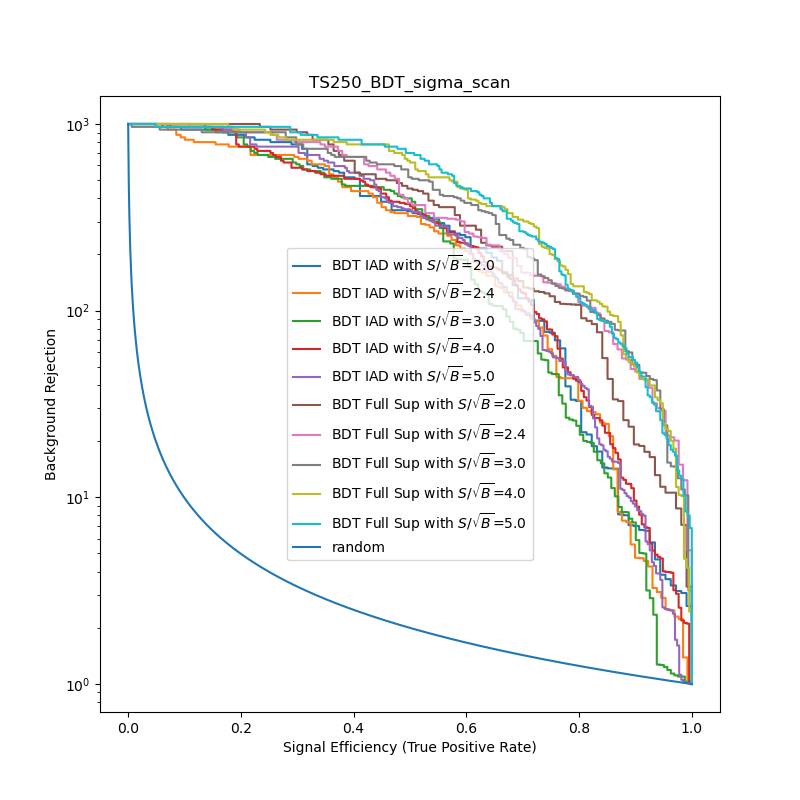 TS250_BDT_sigma_scan
Background Rejection
10³
10²
10¹
10⁰
BDT IAD with S/√B=2.0
BDT IAD with S/√B=2.4
BDT IAD with S/√B=3.0
BDT IAD with S/√B=4.0
BDT IAD with S/√B=5.0
BDT Full Sup with S/√B=2.0
BDT Full Sup with S/√B=2.4
BDT Full Sup with S/√B=3.0
BDT Full Sup with S/√B=4.0
BDT Full Sup with S/√B=5.0
random
0.0 0.2 0.4 0.6 0.8 1.0
Signal Efficiency (True Positive Rate)